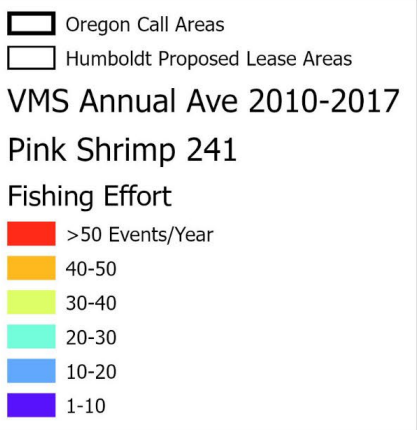 Oregon Call Areas
Humboldt Proposed Lease Areas
VMS Annual Ave 2010-2017
Pink Shrimp 241
Fishing Effort
>50 Events/Year
40-50
30-40
20-30
10-20
1-10